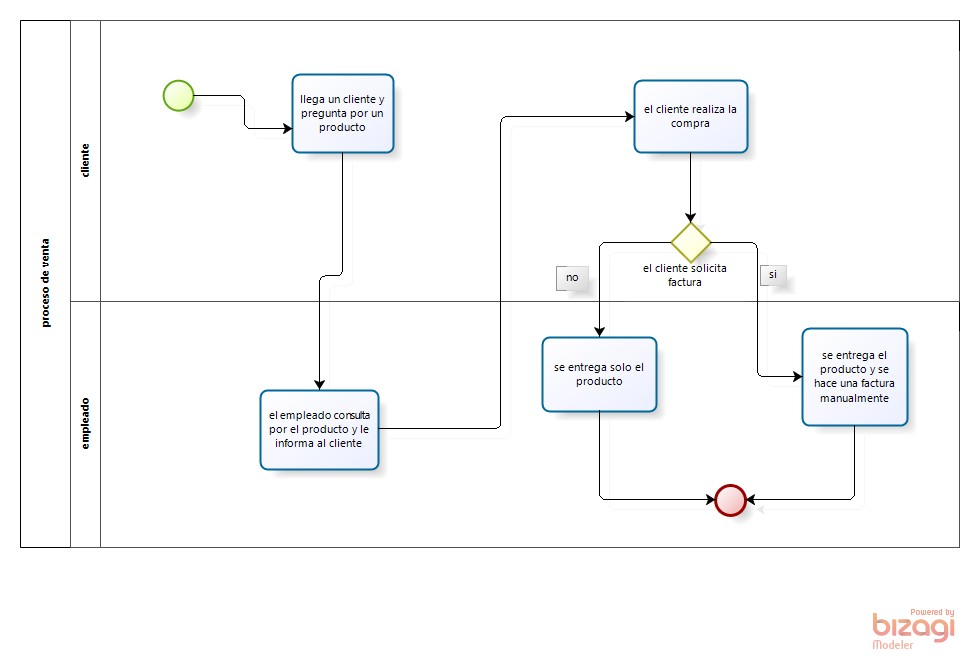 proceso de venta
cliente
llega un cliente y
pregunta por un
producto
el cliente realiza la
compra
el cliente solicita
factura
no
si
empleado
el empleado consulta
por el producto y le
informa al cliente
se entrega solo el
producto
se entrega el
producto y se
hace una factura
manualmente
Powered by
bizagi
Modeler